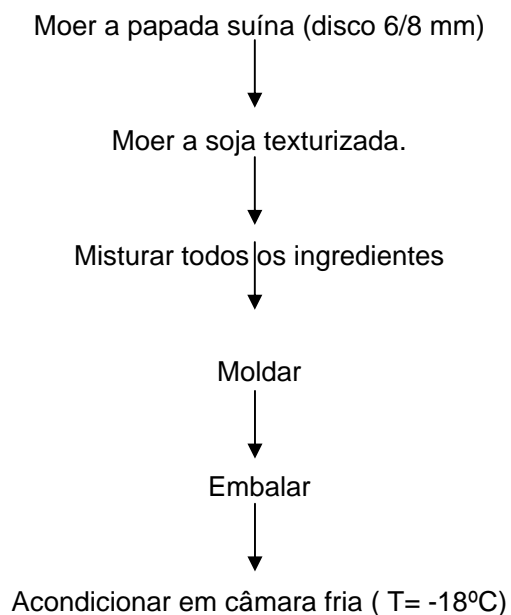 Moer a papada suína (disco 6/8 mm)
Moer a soja texturizada.
Misturar todos os ingredientes
Moldar
Embalar
Acondicionar em câmara fria ( T= -18ºC)